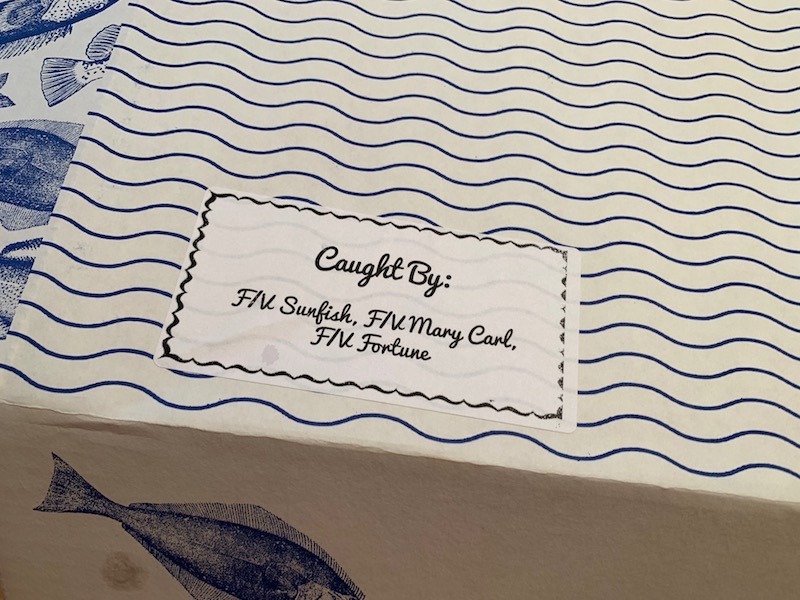 Caught By:
F/V. Sunfish, F/V. Mary Carl,
F/V. Fortune